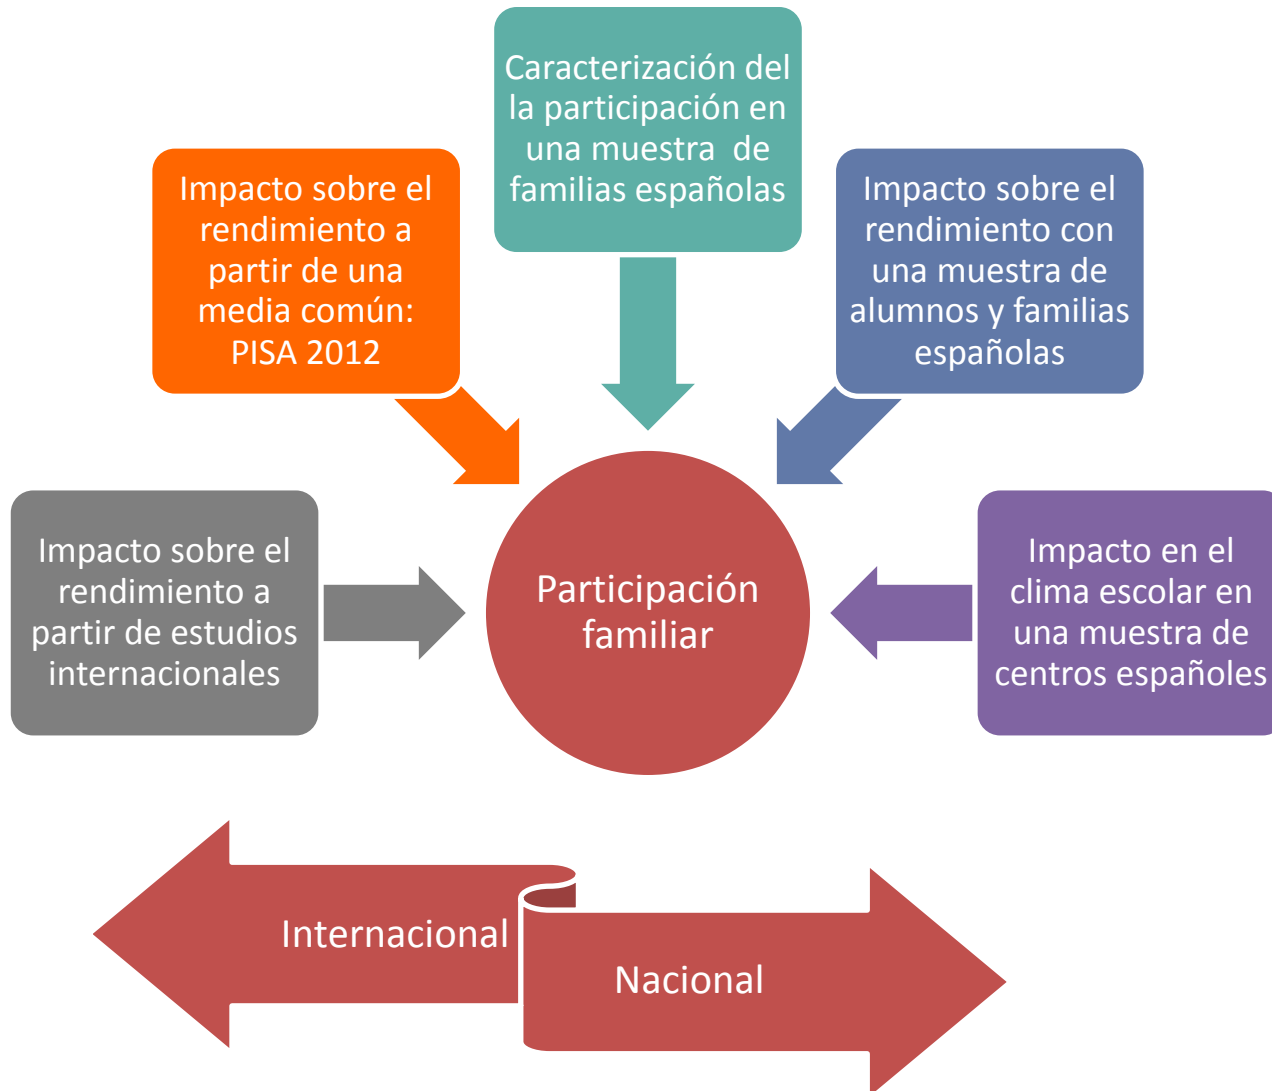 Caracterización del
la participación en
una muestra de
familias españolas
Impacto sobre el
rendimiento a
partir de una
media común:
PISA 2012
Impacto sobre el
rendimiento con
una muestra de
alumnos y familias
españolas
Impacto sobre el
rendimiento a
partir de estudios
internacionales
Participación
familiar
Impacto en el
clima escolar en
una muestra de
centros españoles
Internacional
Nacional